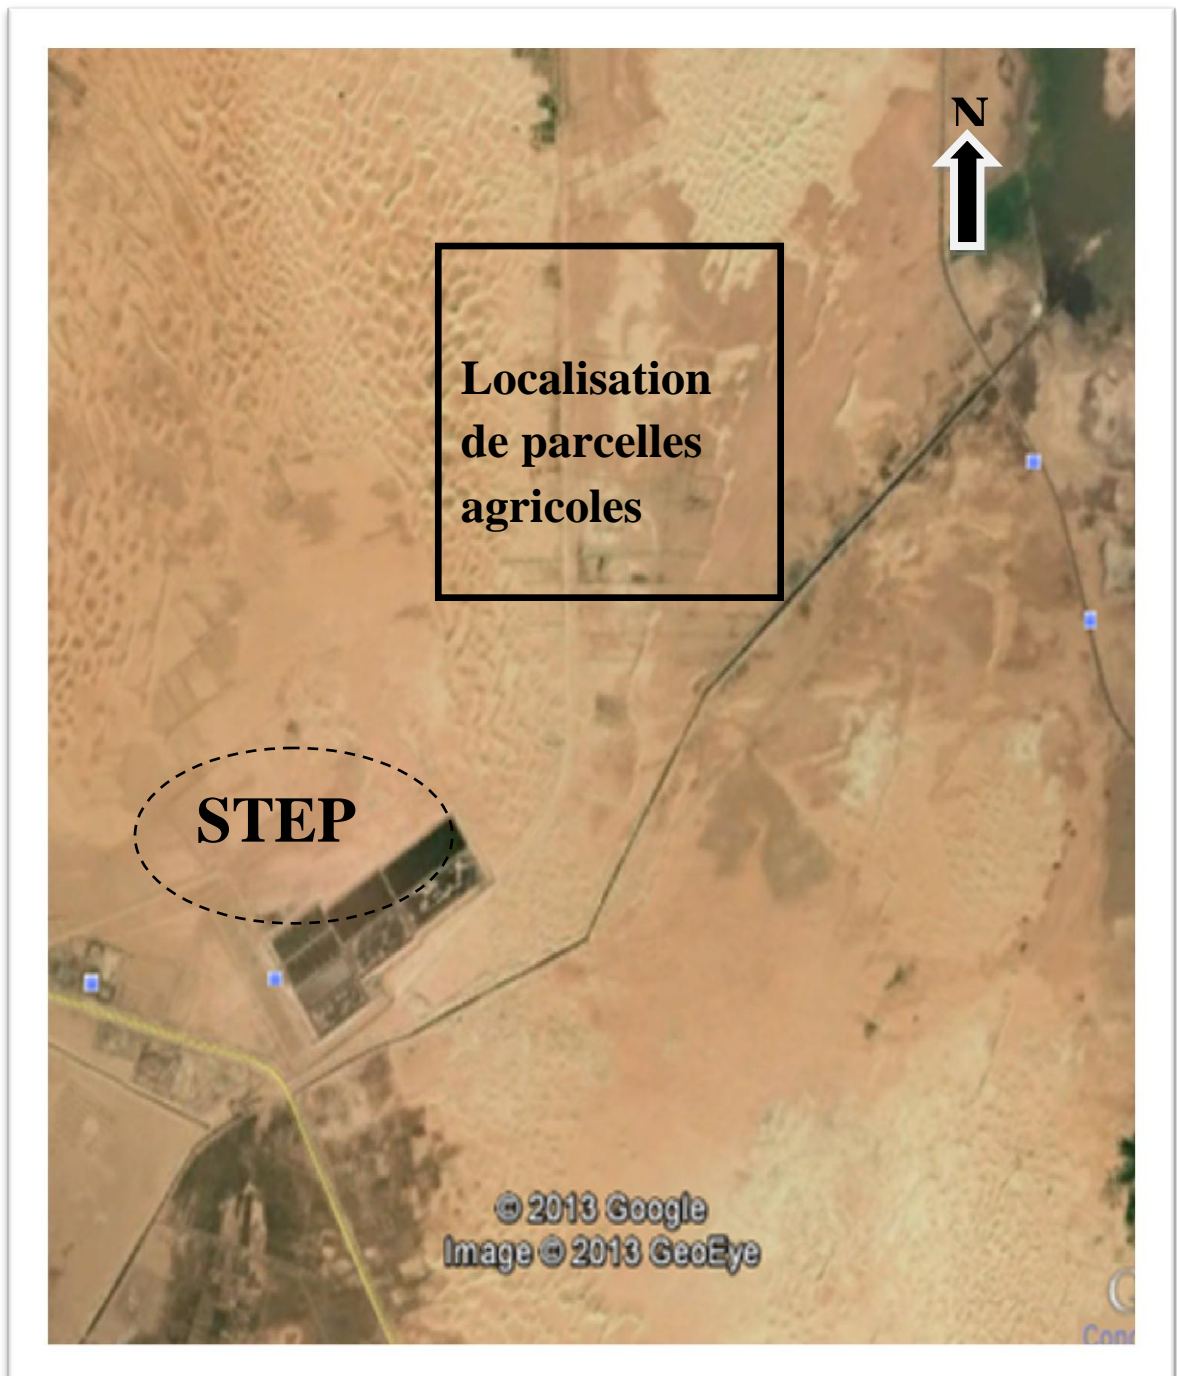 N
Localisation
de parcelles
agricoles
STEP
© 2013 Google
Image © 2013 GeoEye